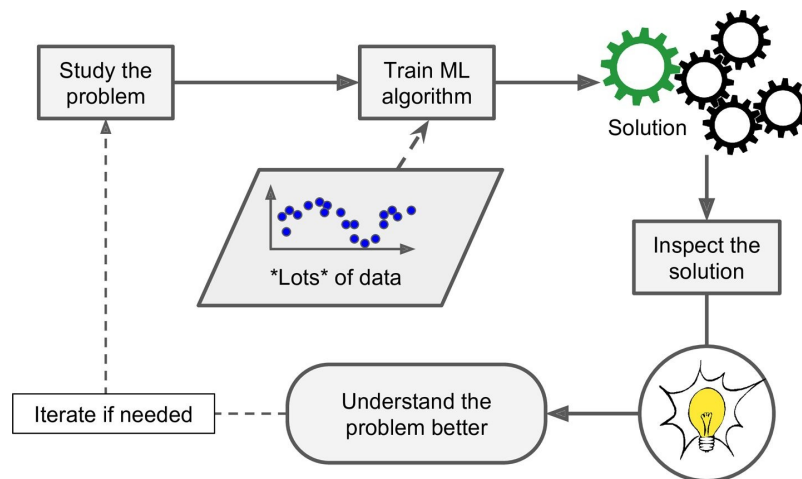 Study the
problem
Train ML
algorithm
Solution
*Lots* of data
Inspect the
solution
Understand the
problem better
Iterate if needed